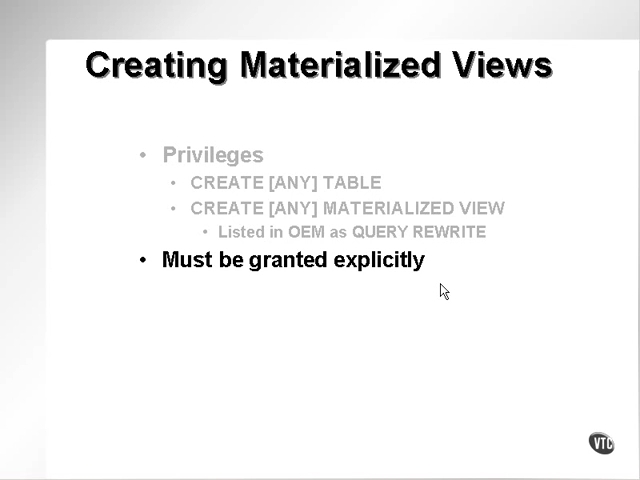 Creating Materialized Views
• Privileges
• CREATE [ANY] TABLE
• CREATE [ANY] MATERIALIZED VIEW
• Listed in OEM as QUERY REWRITE
• Must be granted explicitly
VTC